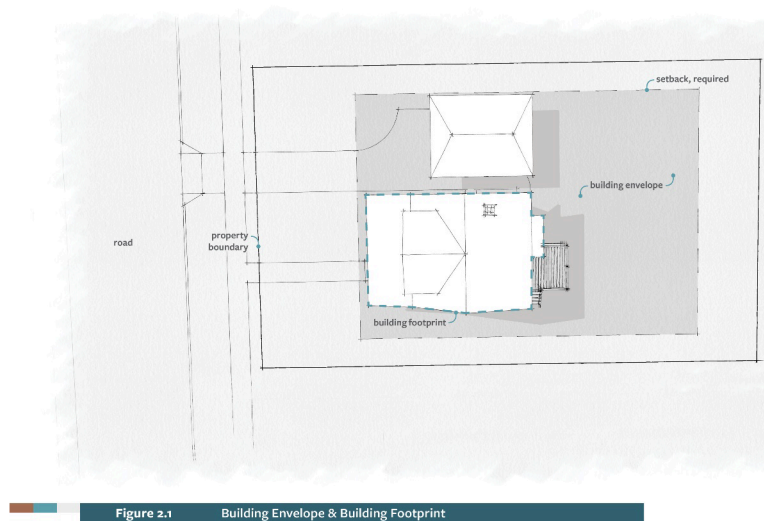 setback, required
building envelope
property
boundary
road
building footprint
Figure 2.1 Building Envelope & Building Footprint